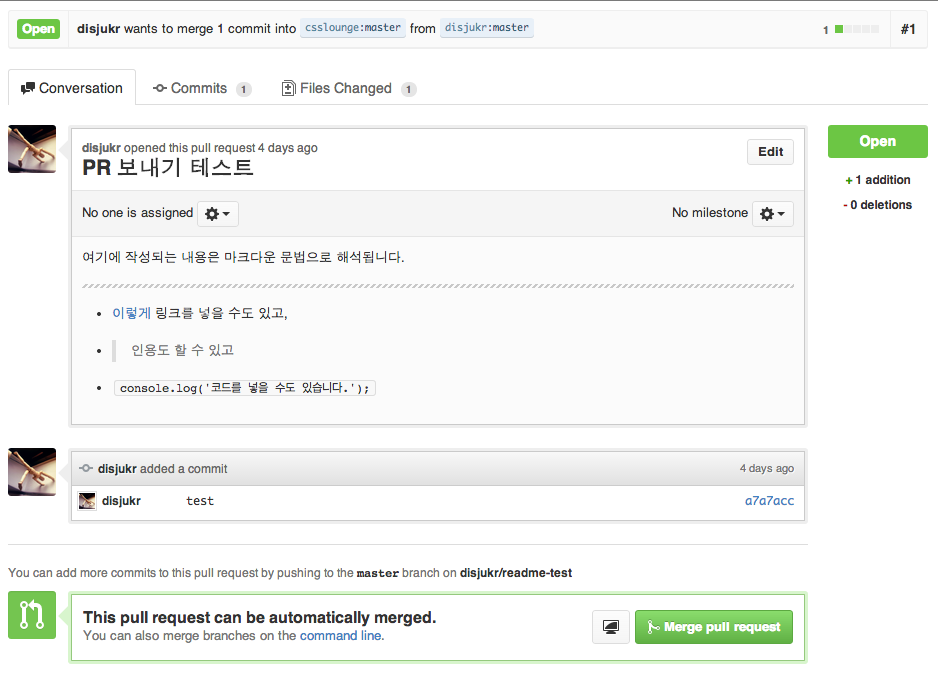 Open disjukr wants to merge 1 commit into csslounge:master from disjukr:master 1 #1
Conversation Commits 1 Files Changed 1
disjukr opened this pull request 4 days ago
PR 보내기 테스트
Edit
Open
+ 1 addition
- 0 deletions
No one is assigned No milestone
여기에 작성되는 내용은 마크다운 문법으로 해석됩니다.
• 이렇게 링크를 넣을 수도 있고,
• 인용도 할 수 있고
• console.log('코드를 넣을 수도 있습니다.');
disjukr added a commit 4 days ago
disjukr test a7a7acc
You can add more commits to this pull request by pushing to the master branch on disjukr/readme-test
This pull request can be automatically merged.
You can also merge branches on the command line.
Merge pull request